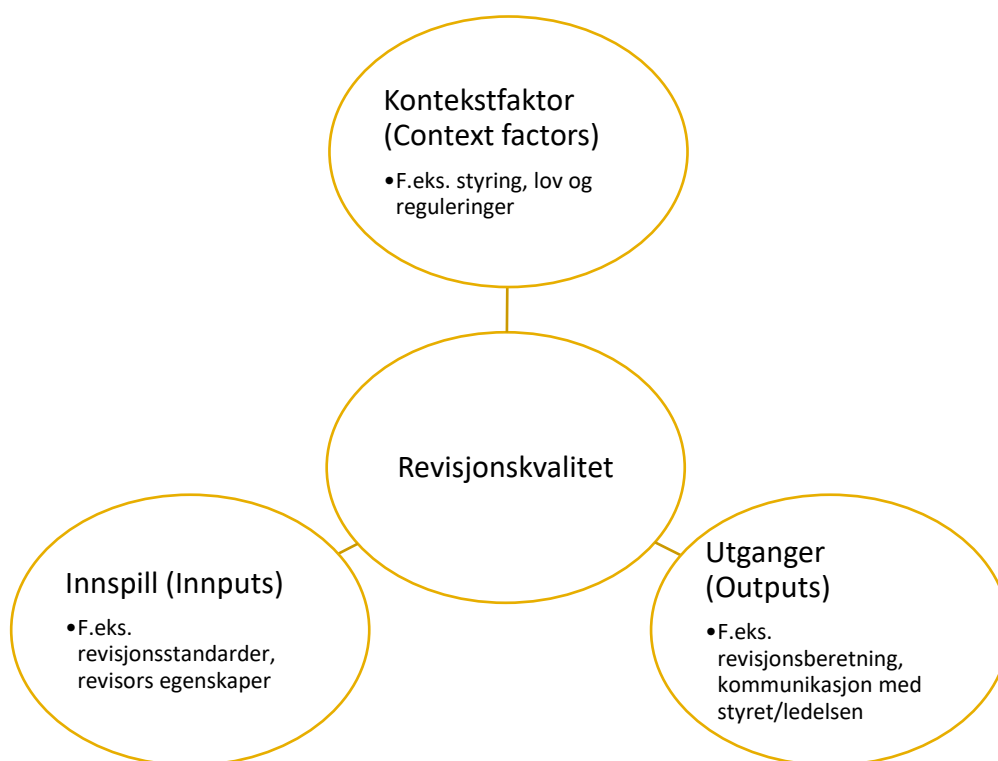 Kontekstfaktor
(Context factors)
•F.eks. styring, lov og
reguleringer
Revisjonskvalitet
Innspill (Innputs)
•F.eks.
revisjonsstandarder,
revisors egenskaper
Utganger
(Outputs)
•F.eks.
revisjonsberetning,
kommunikasjon med
styret/ledelsen